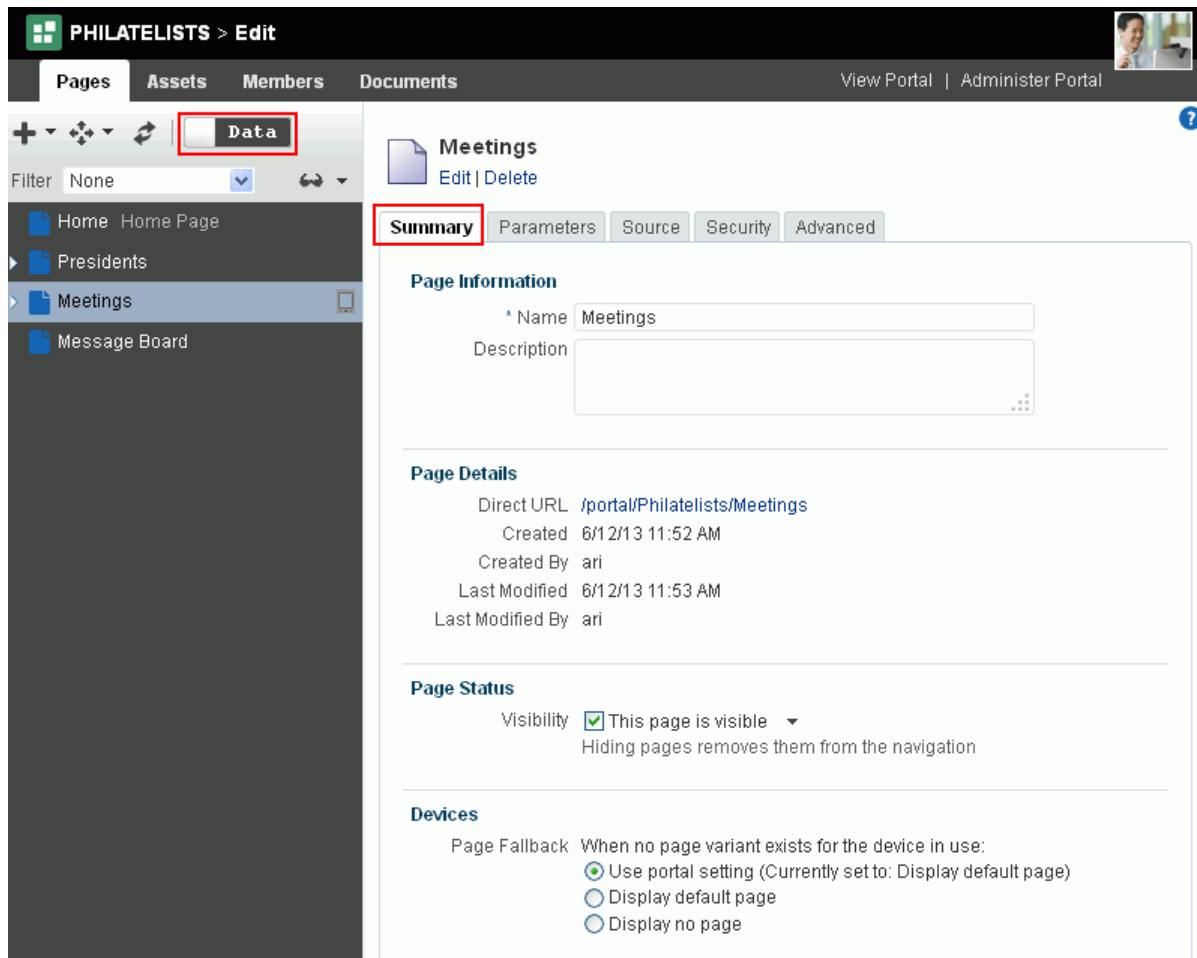 PHILATELISTS > Edit
Pages Assets Members Documents View Portal | Administer Portal
Data
?
Filter None
Home Home Page
Presidents
Meetings
Message Board
Meetings
Edit | Delete
Summary Parameters Source Security Advanced
Page Information
* Name Meetings
Description
Page Details
Direct URL /portal/Philatelists/Meetings
Created 6/12/13 11:52 AM
Created By ari
Last Modified 6/12/13 11:53 AM
Last Modified By ari
Page Status
Visibility This page is visible
Hiding pages removes them from the navigation
Devices
Page Fallback When no page variant exists for the device in use:
Use portal setting (Currently set to: Display default page)
Display default page
Display no page